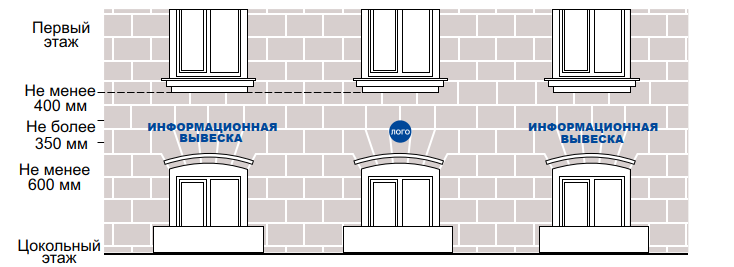 Первый
этаж
Не менее
400 мм
Не более
350 мм
Не менее
600 мм
Цокольный
этаж
ИНФОРМАЦИОННАЯ
ВЫВЕСКА
ЛОГО
ИНФОРМАЦИОННАЯ
ВЫВЕСКА